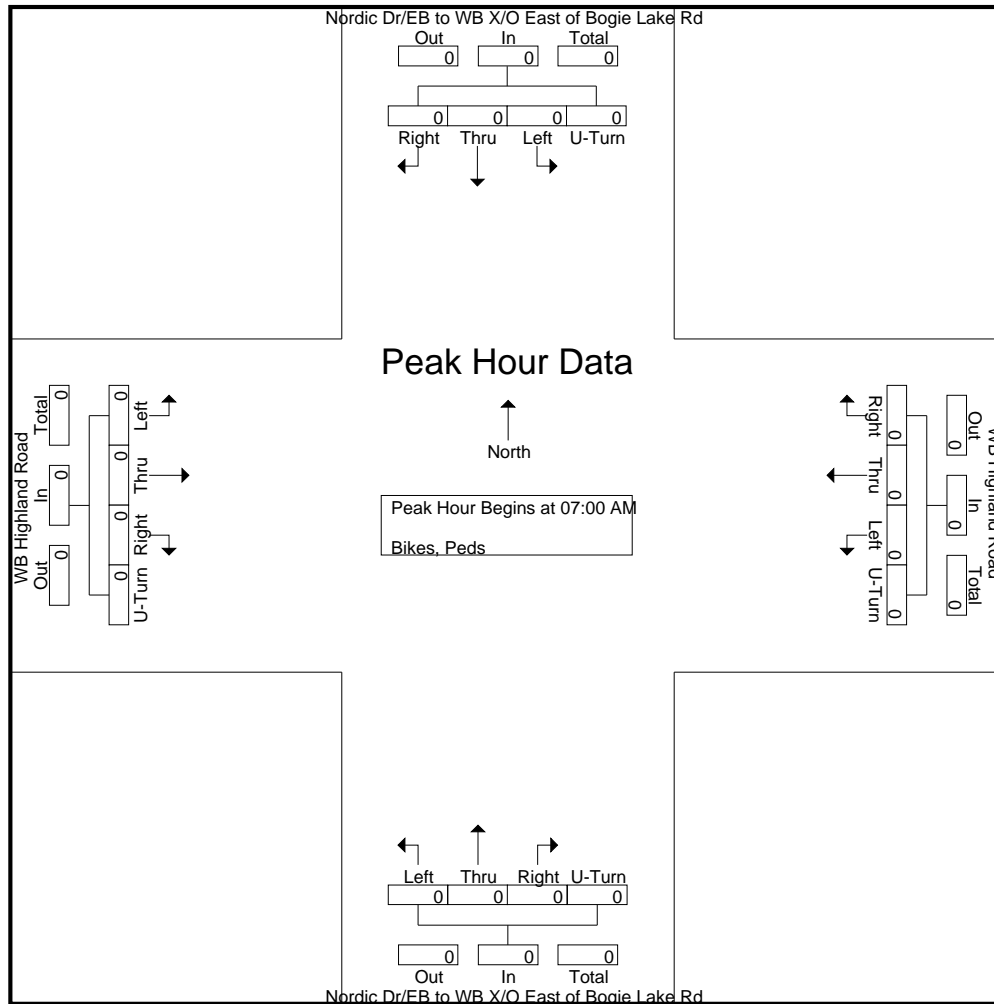 Nordic Dr/EB to WB X/O East of Bogie Lake Rd
Out In Total
0 0 0
0 0 0 0
Right Thru Left U-Turn
Peak Hour Data
North
Peak Hour Begins at 07:00 AM
Bikes, Peds
WB Highland Road
Total In Out
0 0 0
0 0 0 0
Left Thru Right U-Turn
WB Highland Road
Out In Total
0 0 0
0 0 0 0
Right Thru Left U-Turn
Left Thru Right U-Turn
0 0 0 0
0 0 0
Out In Total
Nordic Dr/EB to WB X/O East of Bogie Lake Rd